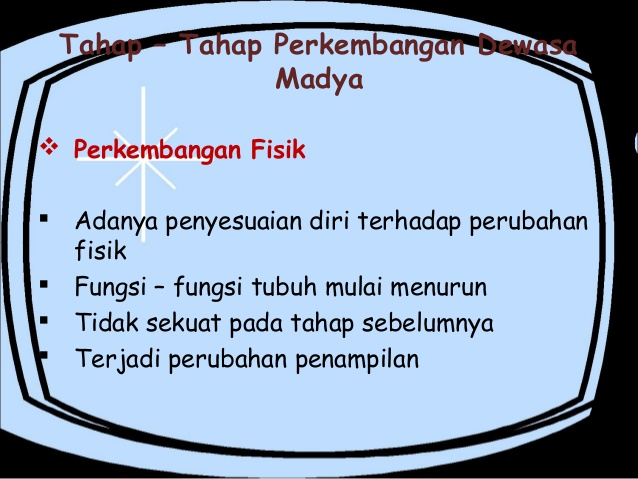 Tahap – Tahap Perkembangan Dewasa
Madya
❖ Perkembangan Fisik
▪ Adanya penyesuaian diri terhadap perubahan
fisik
▪ Fungsi – fungsi tubuh mulai menurun
▪ Tidak sekuat pada tahap sebelumnya
▪ Terjadi perubahan penampilan